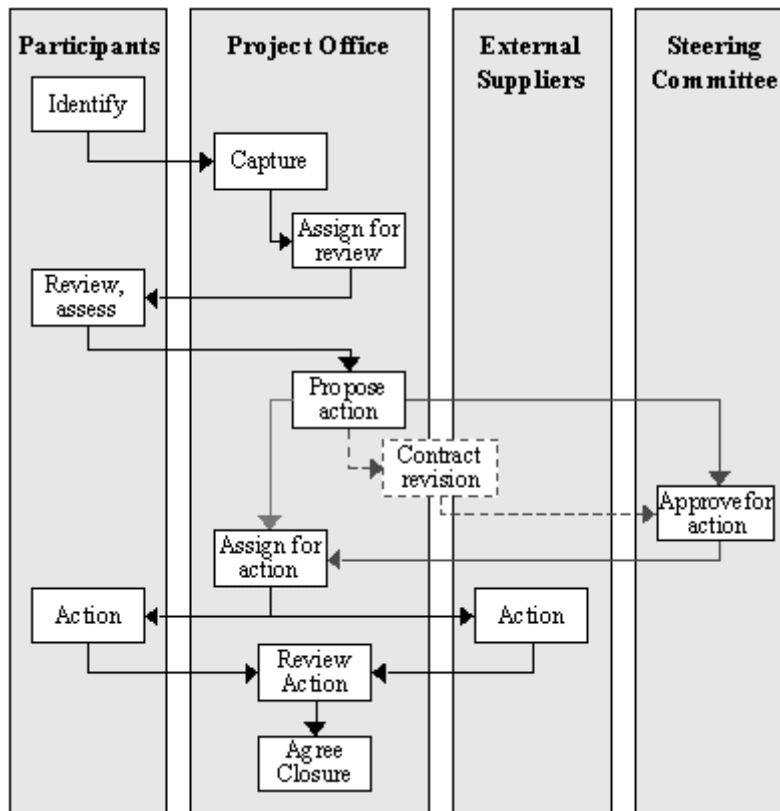 Participants
Project Office
External
Suppliers
Steering
Committee
Identify
Capture
Assign for
review
Review,
assess
Propose
action
Contract
revision
Approve for
action
Assign for
action
Action
Action
Review
Action
Agree
Closure